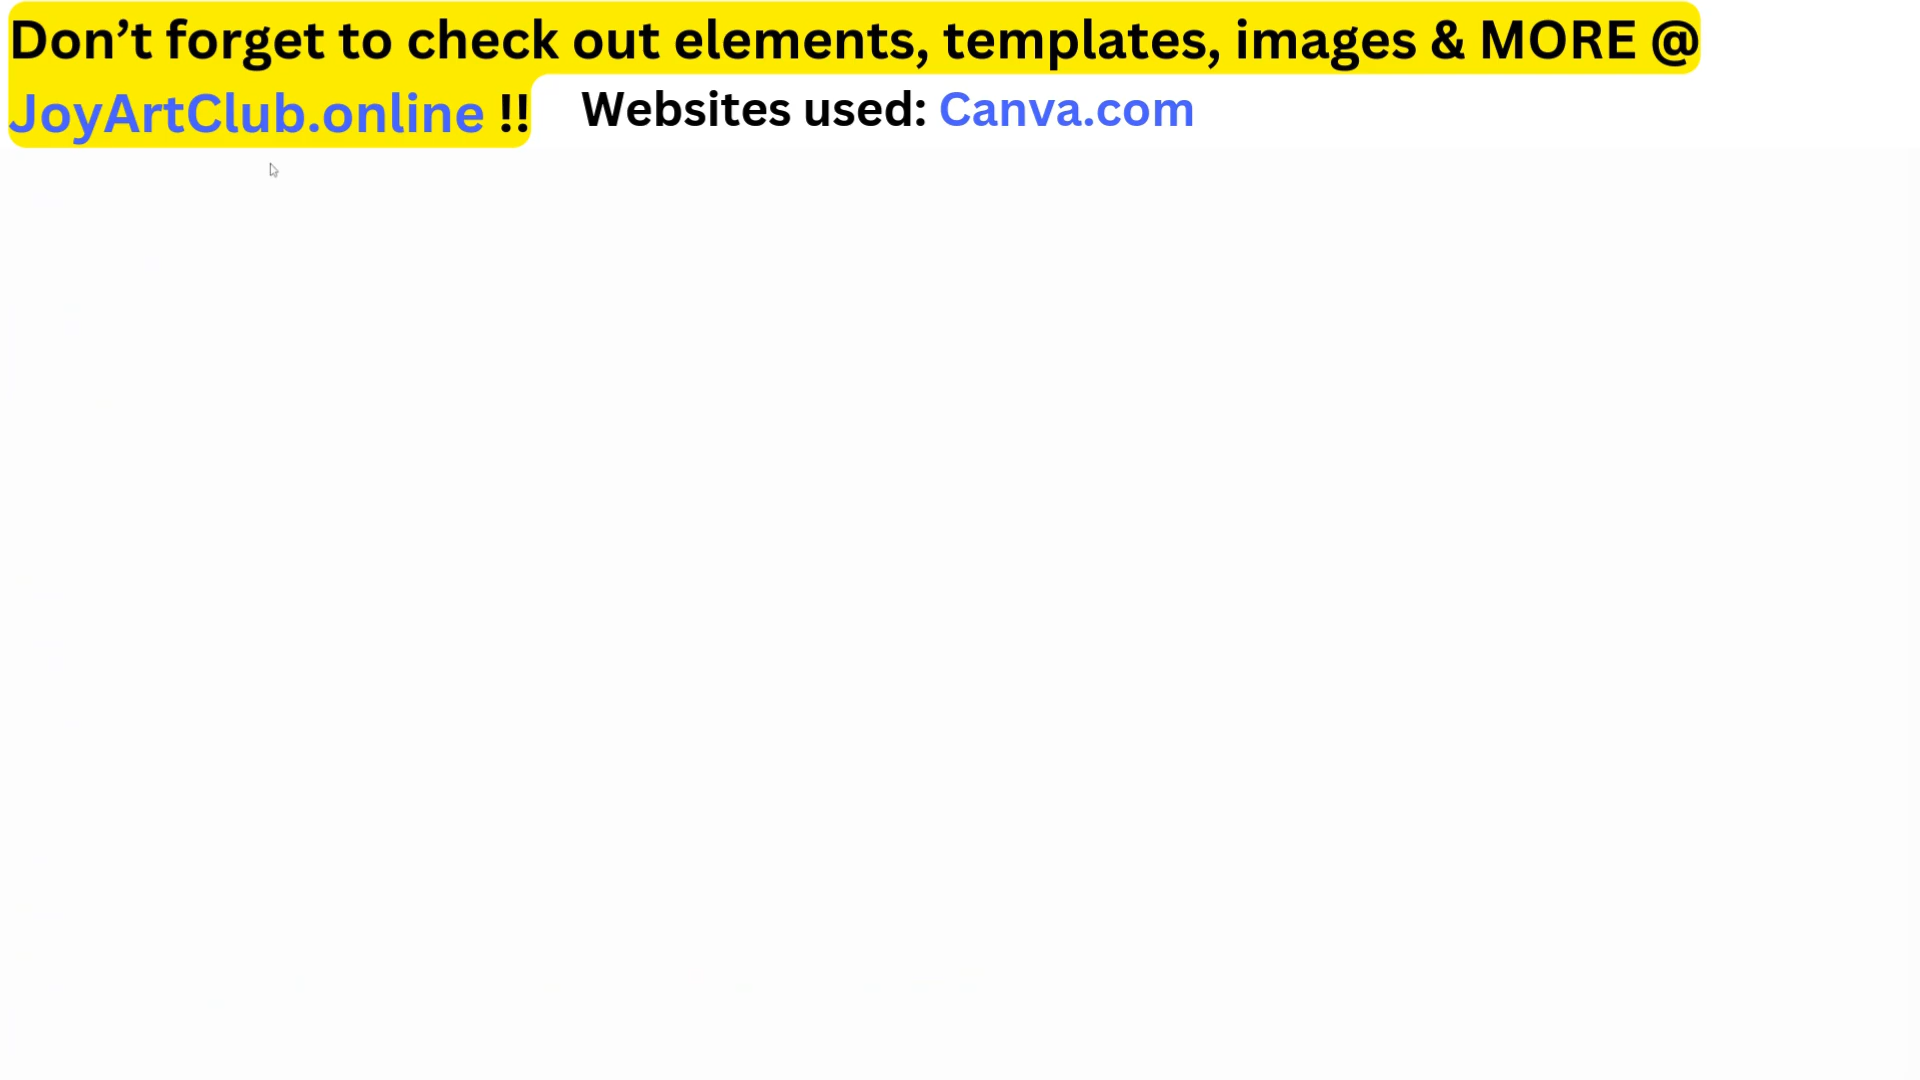 Don’t forget to check out elements, templates, images & MORE @
JoyArtClub.online !!
Websites used: Canva.com